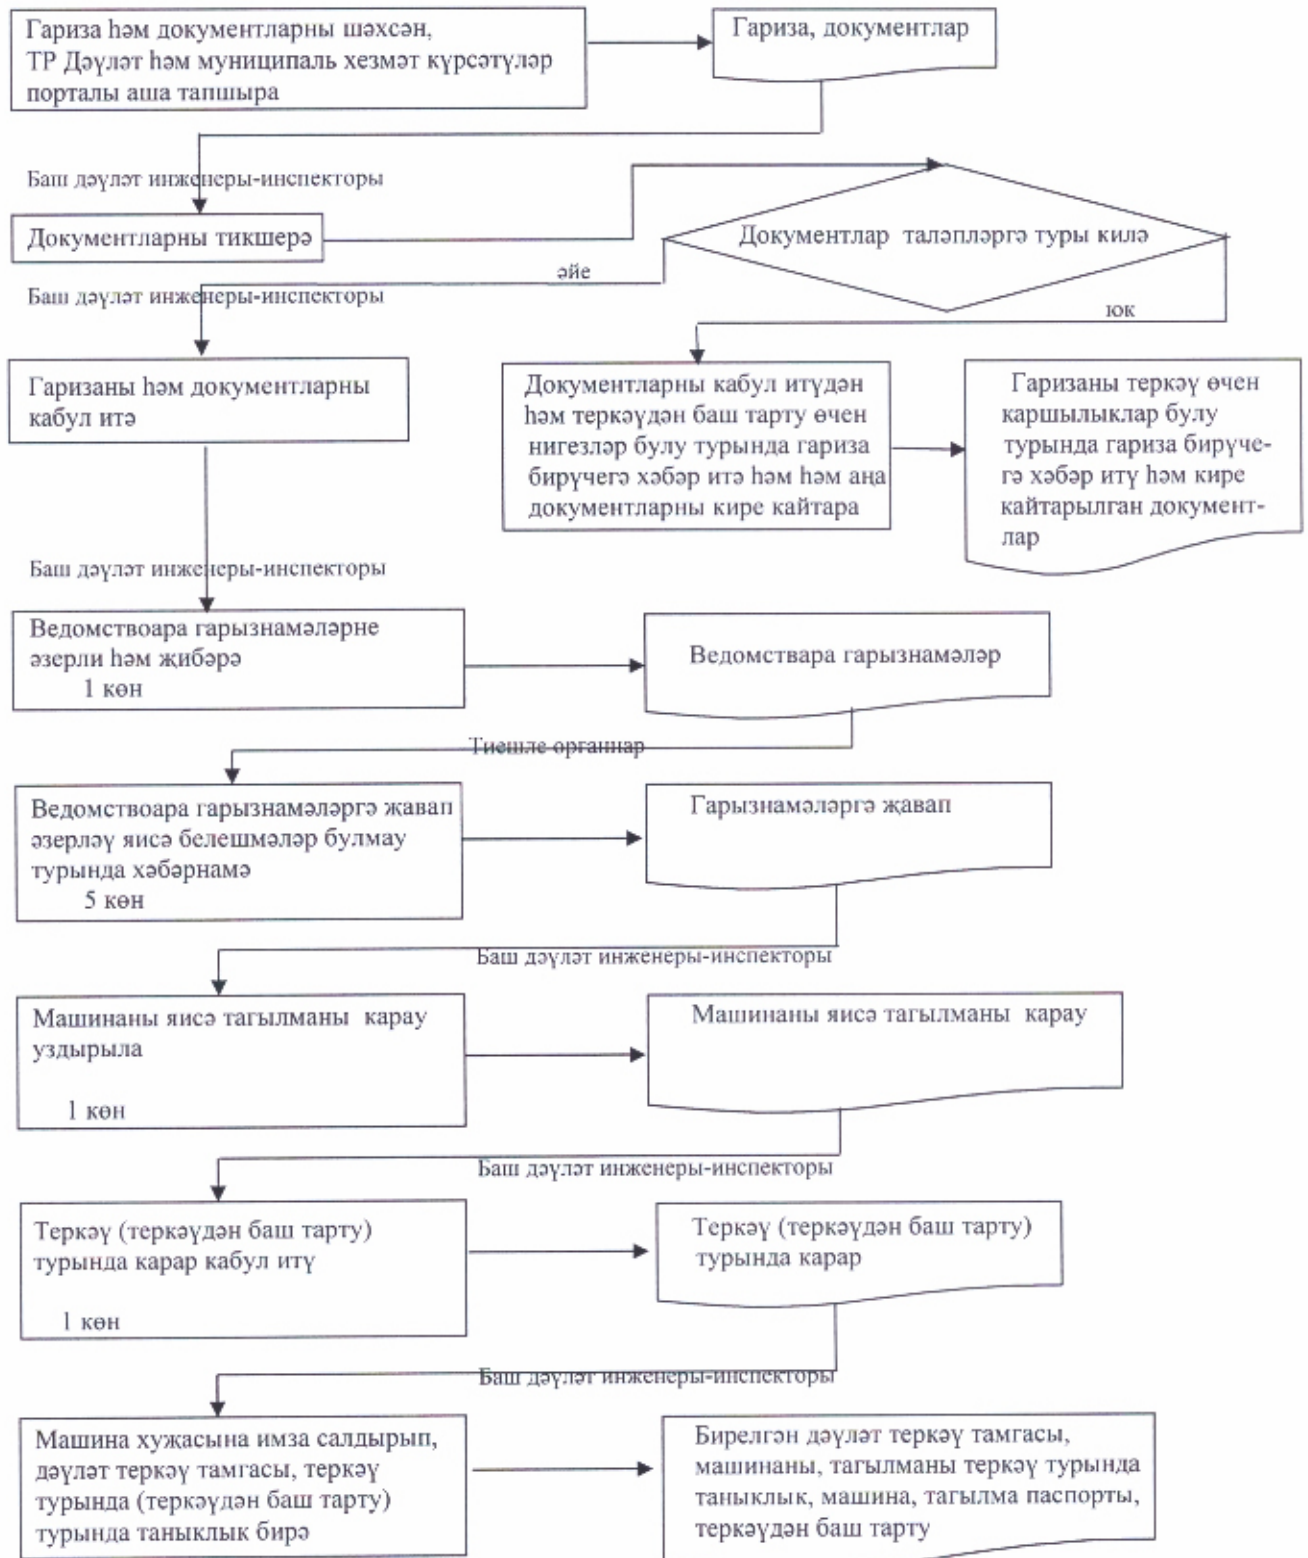 Гариза һәм документларны шәхсән,
ТР Дәүләт һәм муниципаль хезмәт күрсәтүләр
порталы аша тапшыра
Гариза, документлар
Баш дәүләт инженеры-инспекторы
Документларны тикшерә
Документлар таләпләргә туры килә
әйе
юк
Баш дәүләт инженеры-инспекторы
Гаризаны һәм документларны
кабул итә
Документларны кабул итүдән
һәм теркәүдән баш тарту өчен
нигезләр булу турында гариза
бирүчегә хәбәр итә һәм һәм аңа
документларны кире кайтара
Гаризаны теркәү өчен
каршылыклар булу
турында гариза бирүче-
гә хәбәр итү һәм кире
кайтарылган документ-
лар
Баш дәүләт инженеры-инспекторы
Ведомствоара гарызнамәләрне
әзерли һәм җибәрә
1 көн
Ведомствара гарызнамәләр
Тиешле органнар
Ведомствоара гарызнамәләргә җавап
әзерләү яисә белешмәләр булмау
турында хәбәрнамә
5 көн
Гарызнамәләргә җавап
Баш дәүләт инженеры-инспекторы
Машинаны яисә тагылманы карау
уздырыла
1 көн
Машинаны яисә тагылманы карау
Баш дәүләт инженеры-инспекторы
Теркәү (теркәүдән баш тарту)
турында карар кабул итү
1 көн
Теркәү (теркәүдән баш тарту)
турында карар
Баш дәүләт инженеры-инспекторы
Машина хуҗасына имза салдырып,
дәүләт теркәү тамгасы, теркәү
турында (теркәүдән баш тарту)
турында таныклык бирә
Бирелгән дәүләт теркәү тамгасы,
машинаны, тагылманы теркәү турында
таныклык, машина, тагылма паспорты,
теркәүдән баш тарту